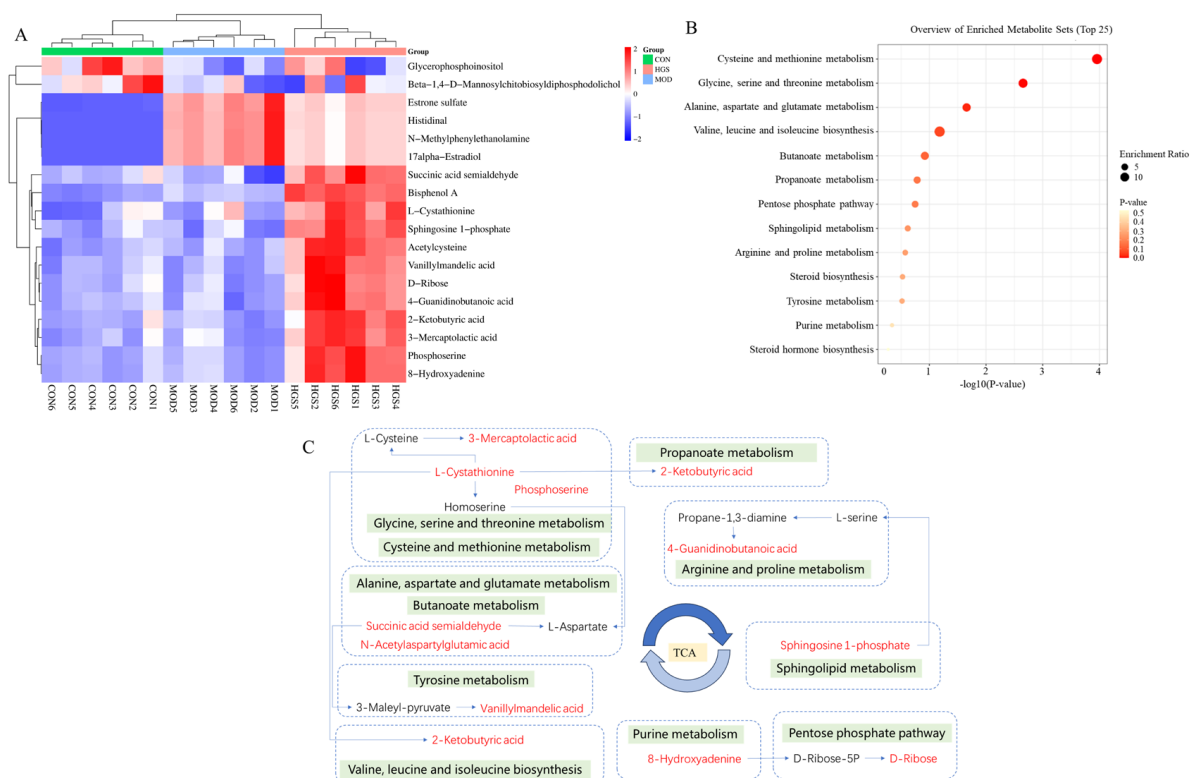 A
Group
Glycerophosphoinositol
Beta−1,4−D−Mannosylchitobiosyldiphosphodolichol
Estrone sulfate
Histidinal
N−Methylphenylethanolamine
17alpha−Estradiol
Succinic acid semialdehyde
Bisphenol A
L−Cystathionine
Sphingosine 1−phosphate
Acetylcysteine
Vanillylmandelic acid
D−Ribose
4−Guanidinobutanoic acid
2−Ketobutyric acid
3−Mercaptolactic acid
Phosphoserine
8−Hydroxyadenine
CON6
CON5
CON4
CON3
CON2
CON1
MOD5
MOD3
MOD4
MOD6
MOD2
MOD1
HGS5
HGS2
HGS6
HGS1
HGS3
HGS4
2
1
0
−1
−2
Group
CON
HGS
MOD
B
Overview of Enriched Metabolite Sets (Top 25)
Cysteine and methionine metabolism
Glycine, serine and threonine metabolism
Alanine, aspartate and glutamate metabolism
Valine, leucine and isoleucine biosynthesis
Butanoate metabolism
Propanoate metabolism
Pentose phosphate pathway
Sphingolipid metabolism
Arginine and proline metabolism
Steroid biosynthesis
Tyrosine metabolism
Purine metabolism
Steroid hormone biosynthesis
0 1 2 3 4
-log10(P-value)
Enrichment Ratio
5
10
P-value
0.5
0.4
0.3
0.2
0.1
0.0
C
L-Cysteine
3-Mercaptolactic acid
L-Cystathionine
Phosphoserine
Homoserine
Glycine, serine and threonine metabolism
Cysteine and methionine metabolism
Propanoate metabolism
2-Ketobutyric acid
Propane-1,3-diamine
L-serine
4-Guanidinobutanoic acid
Arginine and proline metabolism
Alanine, aspartate and glutamate metabolism
Butanoate metabolism
Succinic acid semialdehyde
L-Aspartate
N-Acetylaspartylglutamic acid
TCA
Sphingosine 1-phosphate
Sphingolipid metabolism
Tyrosine metabolism
3-Maleyl-pyruvate
Vanillylmandelic acid
2-Ketobutyric acid
Valine, leucine and isoleucine biosynthesis
Purine metabolism
8-Hydroxyadenine
Pentose phosphate pathway
D-Ribose-5P
D-Ribose